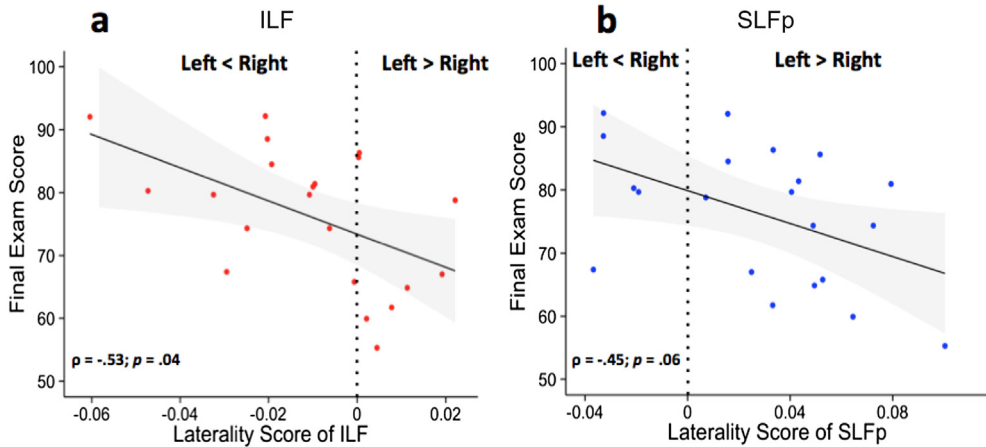 a
ILF
Left < Right
Left > Right
100
90
80
70
60
50
Final Exam Score
ρ = -.53; p = .04
-0.06
-0.04
-0.02
0
0.02
Laterality Score of ILF
b
SLFp
Left < Right
Left > Right
100
90
80
70
60
50
Final Exam Score
ρ = -.45; p = .06
-0.04
0
0.04
0.08
Laterality Score of SLFp